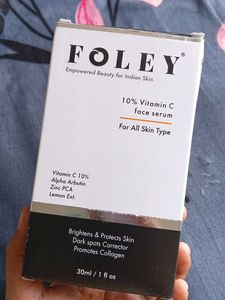 FOLEY®
Empowered Beauty for Indian Skin
10% Vitamin C
face serum
For All Skin Type
Vitamin C 10%
Alpha Arbutin
Zinc PCA
Lemon Ext.
Brightens & Protects Skin
Dark spots Corrector
Promotes Collagen
30ml / 1 fl oz